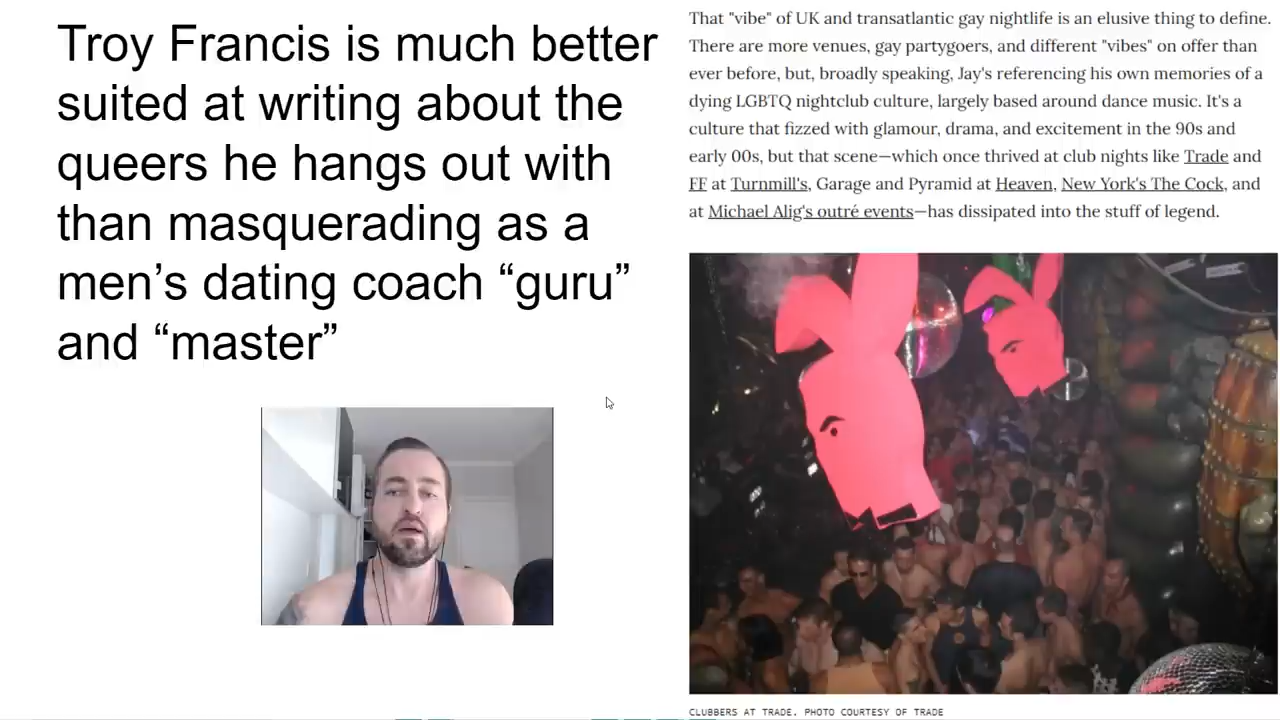 Troy Francis is much better
suited at writing about the
queers he hangs out with
than masquerading as a
men’s dating coach “guru”
and “master”
That "vibe" of UK and transatlantic gay nightlife is an elusive thing to define.
There are more venues, gay partygoers, and different "vibes" on offer than
ever before, but, broadly speaking, Jay's referencing his own memories of a
dying LGBTQ nightclub culture, largely based around dance music. It's a
culture that fizzed with glamour, drama, and excitement in the 90s and
early 00s, but that scene—which once thrived at club nights like Trade and
FF at Turnmill's, Garage and Pyramid at Heaven, New York's The Cock, and
at Michael Alig's outré events—has dissipated into the stuff of legend.
CLUBBERS AT TRADE. PHOTO COURTESY OF TRADE